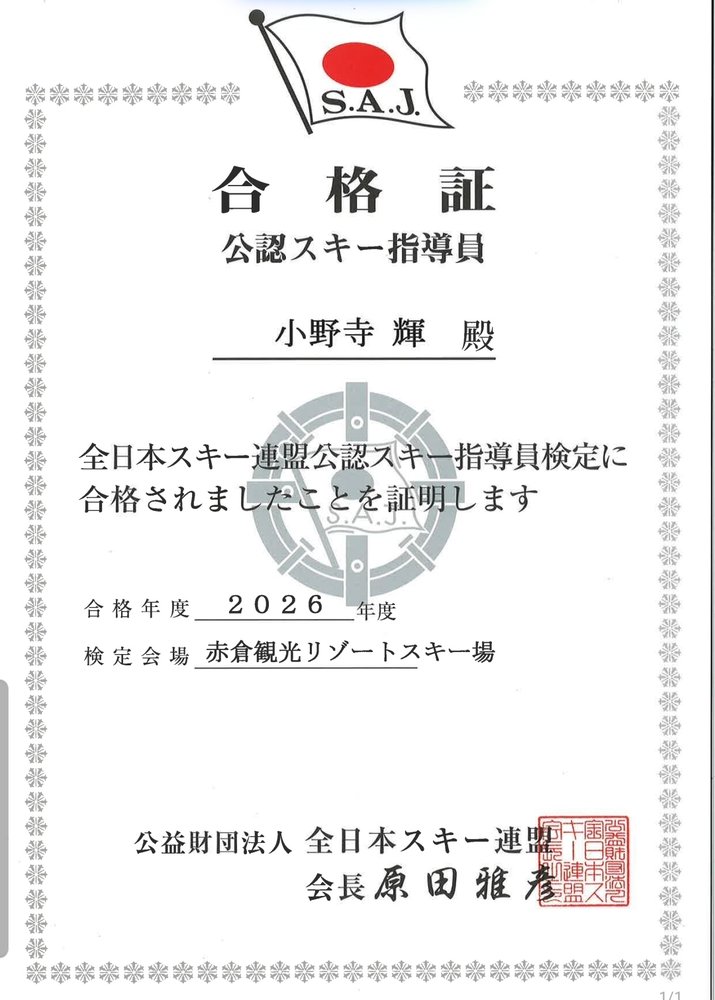 S.A.J.
合格証
公認スキー指導員
小野寺 輝 殿
全日本スキー連盟公認スキー指導員検定に
合格されましたことを証明します
S.A.J.
合格年度 2026 年度
検定会場 赤倉観光リゾートスキー場
公益財団法人 全日本スキー連盟
会長 原田雅彦
1/1